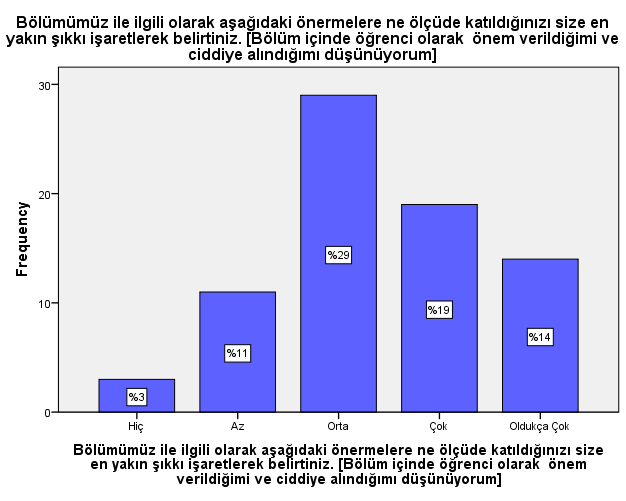 Bölümümüz ile ilgili olarak aşağıdaki önermelere ne ölçüde katıldığınızı size en
yakın şıkkı işaretlerek belirtiniz. [Bölüm içinde öğrenci olarak  önem verildiğimi ve
ciddiye alındığımı düşünüyorum]
30
20
10
0
Frequency
%3
%11
%29
%19
%14
Hiç
Az
Orta
Çok
Oldukça Çok
Bölümümüz ile ilgili olarak aşağıdaki önermelere ne ölçüde katıldığınızı size
en yakın şıkkı işaretlerek belirtiniz. [Bölüm içinde öğrenci olarak  önem
verildiğimi ve ciddiye alındığımı düşünüyorum]